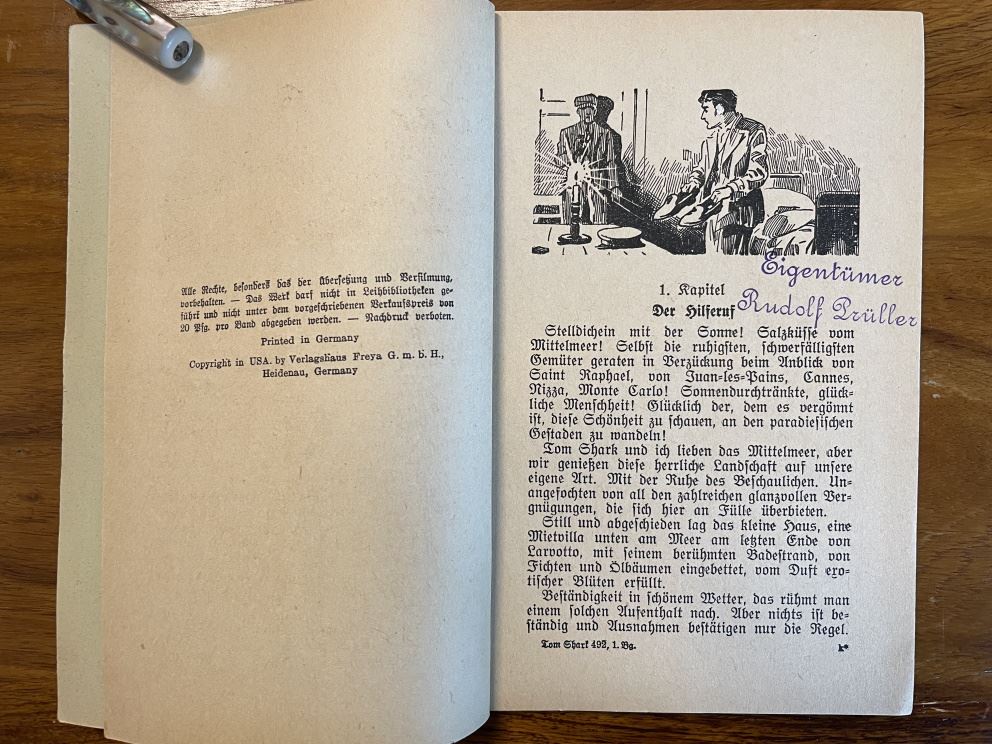 Alle Rechte, besonders das der Übersetzung und Verfilmung,
vorbehalten. — Das Werk darf nicht in Leihbibliotheken ge-
führt und nicht unter dem vorgeschriebenen Verkaufspreis von
20 Pfg. pro Band abgegeben werden. — Nachdruck verboten.
Printed in Germany
Copyright in USA. by Verlagshaus Freya G. m. b. H.,
Heidenau, Germany
Eigentümer
Rudolf Prüller
1. Kapitel
Der Hilferuf
Stelldichein mit der Sonne! Salzküsse vom
Mittelmeer! Selbst die ruhigsten, schwerfälligsten
Gemüter geraten in Verzückung beim Anblick von
Saint Raphael, von Juan-les-Pains, Cannes,
Nizza, Monte Carlo! Sonnendurchtränkte, glück-
liche Menschheit! Glücklich der, dem es vergönnt
ist, diese Schönheit zu schauen, an den paradiesischen
Gestaden zu wandeln!
Tom Shark und ich lieben das Mittelmeer, aber
wir genießen diese herrliche Landschaft auf unsere
eigene Art. Mit der Ruhe des Beschaulichen. Un-
angefochten von all den zahlreichen glanzvollen Ver-
gnügungen, die sich hier an Fülle überbieten.
Still und abgeschieden lag das kleine Haus, eine
Mietvilla unten am Meer am letzten Ende von
Larvotto, mit seinem berühmten Badestrand, von
Fichten und Ölbäumen eingebettet, vom Duft exo-
tischer Blüten erfüllt.
Beständigkeit in schönem Wetter, das rühmt man
einem solchen Aufenthalt nach. Aber nichts ist be-
ständig und Ausnahmen bestätigen nur die Regel.
Tom Shark 492, 1. Bg.
1*